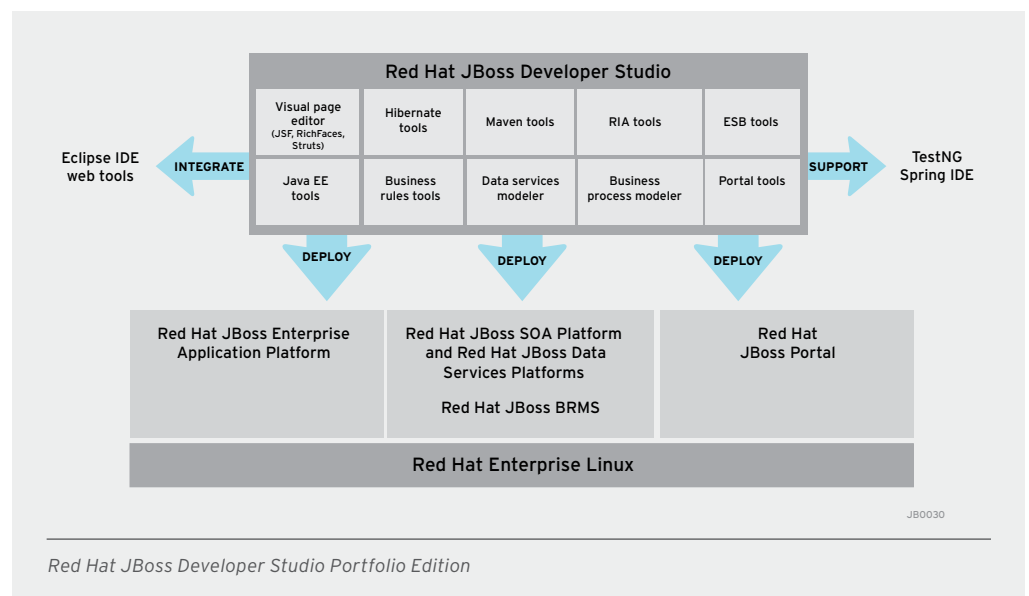 Red Hat JBoss Developer Studio
Visual page
editor
(JSF, RichFaces,
Struts)
Hibernate
tools
Maven tools
RIA tools
ESB tools
Eclipse IDE
web tools
INTEGRATE
Java EE
tools
Business
rules tools
Data services
modeler
Business
process modeler
Portal tools
SUPPORT
TestNG
Spring IDE
DEPLOY
DEPLOY
DEPLOY
Red Hat JBoss Enterprise
Application Platform
Red Hat JBoss SOA Platform
and Red Hat JBoss Data
Services Platforms
Red Hat JBoss BRMS
Red Hat
JBoss Portal
Red Hat Enterprise Linux
JB0030
Red Hat JBoss Developer Studio Portfolio Edition